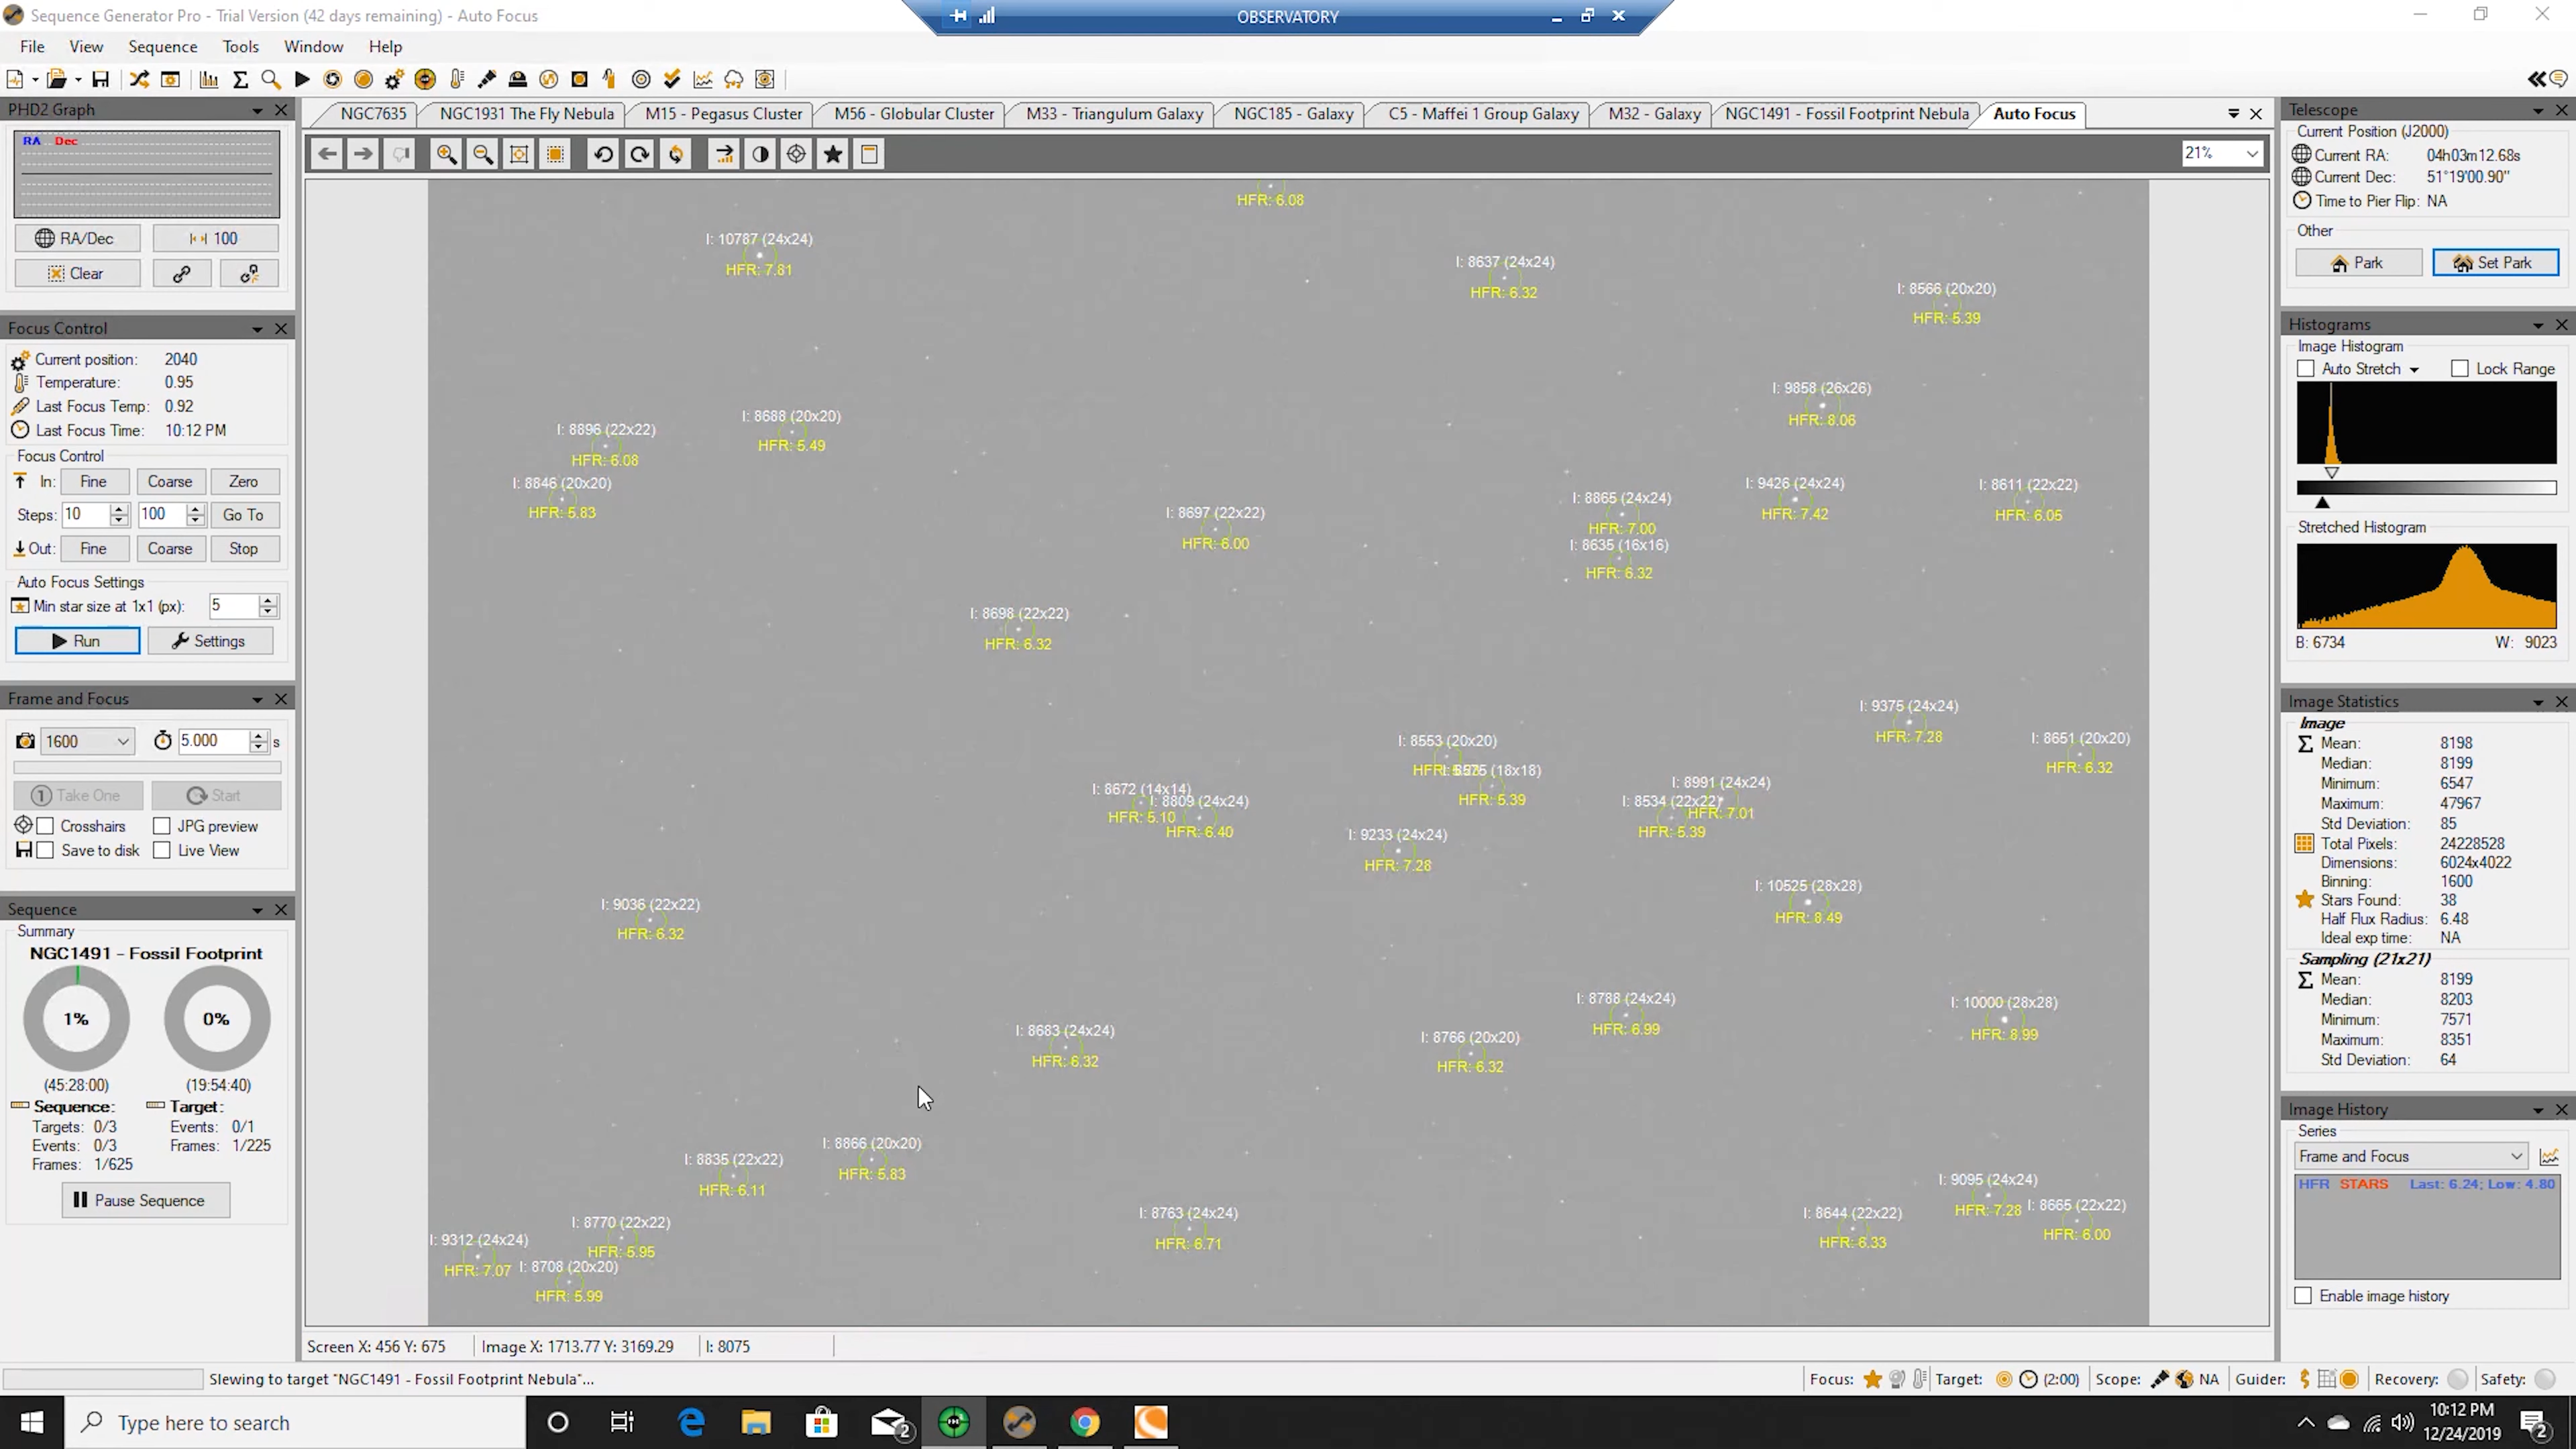 Sequence Generator Pro - Trial Version (42 days remaining) - Auto Focus
OBSERVATORY
File View Sequence Tools Window Help
PHD2 Graph
RA Dec
RA/Dec
100
Clear
Focus Control
Current position: 2040
Temperature: 0.95
Last Focus Temp: 0.92
Last Focus Time: 10:12 PM
Focus Control
In: Fine Coarse Zero
Steps: 10 100 Go To
Out: Fine Coarse Stop
Auto Focus Settings
Min star size at 1x1 (px): 5
Run Settings
Frame and Focus
1600 5.000 s
Take One Start
Crosshairs JPG preview
Save to disk Live View
Sequence
Summary
NGC1491 - Fossil Footprint
1% 0%
(45:28:00) (19:54:40)
Sequence: Target:
Targets: 0/3 Events: 0/1
Events: 0/3 Frames: 1/225
Frames: 1/625
Pause Sequence
NGC7635 NGC1931 The Fly Nebula M15 - Pegasus Cluster M56 - Globular Cluster M33 - Triangulum Galaxy NGC185 - Galaxy C5 - Maffei 1 Group Galaxy M32 - Galaxy NGC1491 - Fossil Footprint Nebula Auto Focus
21%
HFR: 6.08
I: 10787 (24x24)
HFR: 7.81
I: 8637 (24x24)
HFR: 6.32
I: 8566 (20x20)
HFR: 5.39
I: 9858 (26x26)
HFR: 8.06
I: 8688 (20x20)
HFR: 5.49
I: 8896 (22x22)
HFR: 6.08
I: 8846 (20x20)
HFR: 5.83
I: 9426 (24x24)
HFR: 7.42
I: 8611 (22x22)
HFR: 6.05
I: 8865 (24x24)
HFR: 7.00
I: 8697 (22x22)
HFR: 6.00
I: 8635 (16x16)
HFR: 6.32
I: 8698 (22x22)
HFR: 6.32
I: 9375 (24x24)
HFR: 7.28
I: 8651 (20x20)
HFR: 6.32
I: 8553 (20x20)
HFR:
(18x18)
HFR: 5.39
I: 8991 (24x24)
HFR: 7.01
I: 8672 (14x14)
HFR: 5.10
I: 8809 (24x24)
HFR: 6.40
I: 8534 (22x22)
HFR: 5.39
I: 9233 (24x24)
HFR: 7.28
I: 10525 (28x28)
HFR: 8.49
I: 9036 (22x22)
HFR: 6.32
I: 8788 (24x24)
HFR: 6.99
I: 10000 (28x28)
HFR: 8.99
I: 8683 (24x24)
HFR: 6.32
I: 8766 (20x20)
HFR: 6.32
I: 8866 (20x20)
HFR: 5.83
I: 8835 (22x22)
HFR: 6.11
I: 9095 (24x24)
HFR: 7.28
I: 8665 (22x22)
HFR: 6.00
I: 8763 (24x24)
HFR: 6.71
I: 8644 (22x22)
HFR: 6.33
I: 8770 (22x22)
HFR: 5.95
I: 9312 (24x24)
HFR: 7.07
I: 8708 (20x20)
HFR: 5.99
Screen X: 456 Y: 675 Image X: 1713.77 Y: 3169.29 I: 8075
Telescope
Current Position (J2000)
Current RA: 04h03m12.68s
Current Dec: 51°19'00.90"
Time to Pier Flip: NA
Other
Park Set Park
Histograms
Image Histogram
Auto Stretch Lock Range
Stretched Histogram
B: 6734 W: 9023
Image Statistics
Image
Mean: 8198
Median: 8199
Minimum: 6547
Maximum: 47967
Std Deviation: 85
Total Pixels: 24228528
Dimensions: 6024x4022
Binning: 1600
Stars Found: 38
Half Flux Radius: 6.48
Ideal exp time: NA
Sampling (21x21)
Mean: 8199
Median: 8203
Minimum: 7571
Maximum: 8351
Std Deviation: 64
Image History
Series
Frame and Focus
HFR STARS Last: 6.24; Low: 4.80
Enable image history
Slewing to target "NGC1491 - Fossil Footprint Nebula"...
Focus: Target: (2:00) Scope: NA Guider: Recovery: Safety:
Type here to search
2
10:12 PM
12/24/2019
2